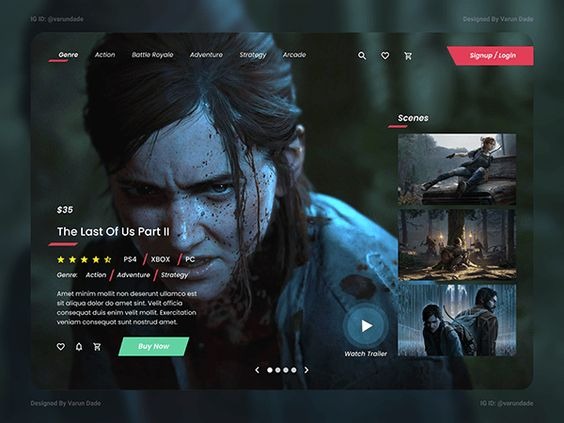 IG ID: @varundade
Designed By Varun Dade
Genre Action Battle Royale Adventure Strategy Arcade
Signup / Login
Scenes
$35
The Last Of Us Part II
PS4 / XBOX / PC
Genre: Action / Adventure / Strategy
Amet minim mollit non deserunt ullamco est
sit aliqua dolor do amet sint. Velit officia
consequat duis enim velit mollit. Exercitation
veniam consequat sunt nostrud amet.
Buy Now
Watch Trailer
Designed By Varun Dade
IG ID: @varundade